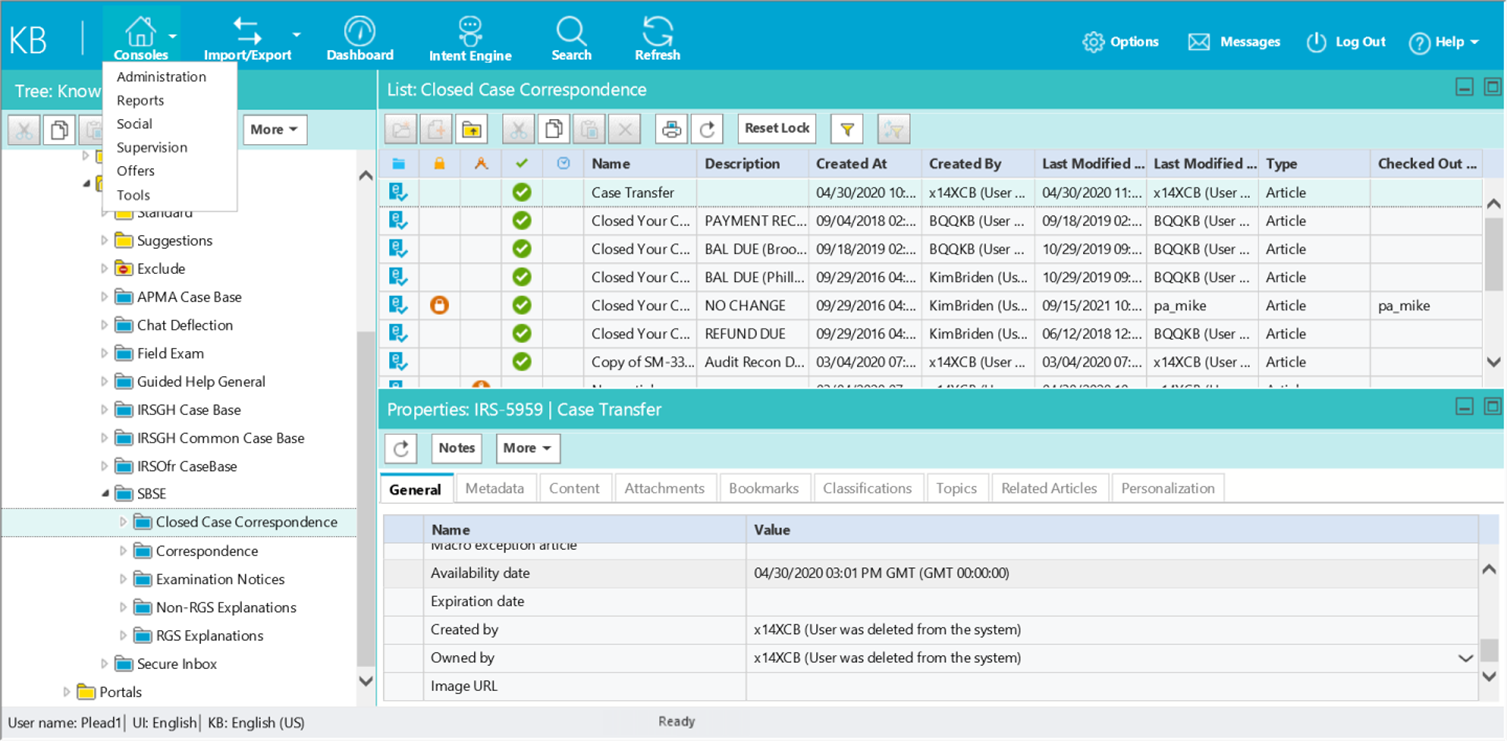 KB Consoles Import/Export Dashboard Intent Engine Search Refresh Options Messages Log Out Help
Administration
Reports
Social
Supervision
Offers
Tools
Tree: Know
More
Standard
Suggestions
Exclude
APMA Case Base
Chat Deflection
Field Exam
Guided Help General
IRSGH Case Base
IRSGH Common Case Base
IRSOfr CaseBase
SBSE
Closed Case Correspondence
Correspondence
Examination Notices
Non-RGS Explanations
RGS Explanations
Secure Inbox
Portals
List: Closed Case Correspondence
Reset Lock
Name Description Created At Created By Last Modified ... Last Modified ... Type Checked Out ...
Case Transfer 04/30/2020 10:... x14XCB (User ... 04/30/2020 11:... x14XCB (User ... Article
Closed Your C... PAYMENT REC... 09/04/2018 02:... BQQKB (User ... 09/18/2019 02:... BQQKB (User ... Article
Closed Your C... BAL DUE (Broo... 09/18/2019 02:... BQQKB (User ... 10/29/2019 09:... BQQKB (User ... Article
Closed Your C... BAL DUE (Phill... 09/29/2016 04:... KimBriden (Us... 10/29/2019 09:... BQQKB (User ... Article
Closed Your C... NO CHANGE 09/29/2016 04:... KimBriden (Us... 09/15/2021 10:... pa_mike Article pa_mike
Closed Your C... REFUND DUE 09/29/2016 04:... KimBriden (Us... 06/12/2018 12:... BQQKB (User ... Article
Copy of SM-33... Audit Recon D... 03/04/2020 07:... x14XCB (User ... 03/04/2020 07:... x14XCB (User ... Article
Properties: IRS-5959 | Case Transfer
Notes More
General Metadata Content Attachments Bookmarks Classifications Topics Related Articles Personalization
Name Value
Macro exception article
Availability date 04/30/2020 03:01 PM GMT (GMT 00:00:00)
Expiration date
Created by x14XCB (User was deleted from the system)
Owned by x14XCB (User was deleted from the system)
Image URL
User name: Plead1| UI: English| KB: English (US) Ready